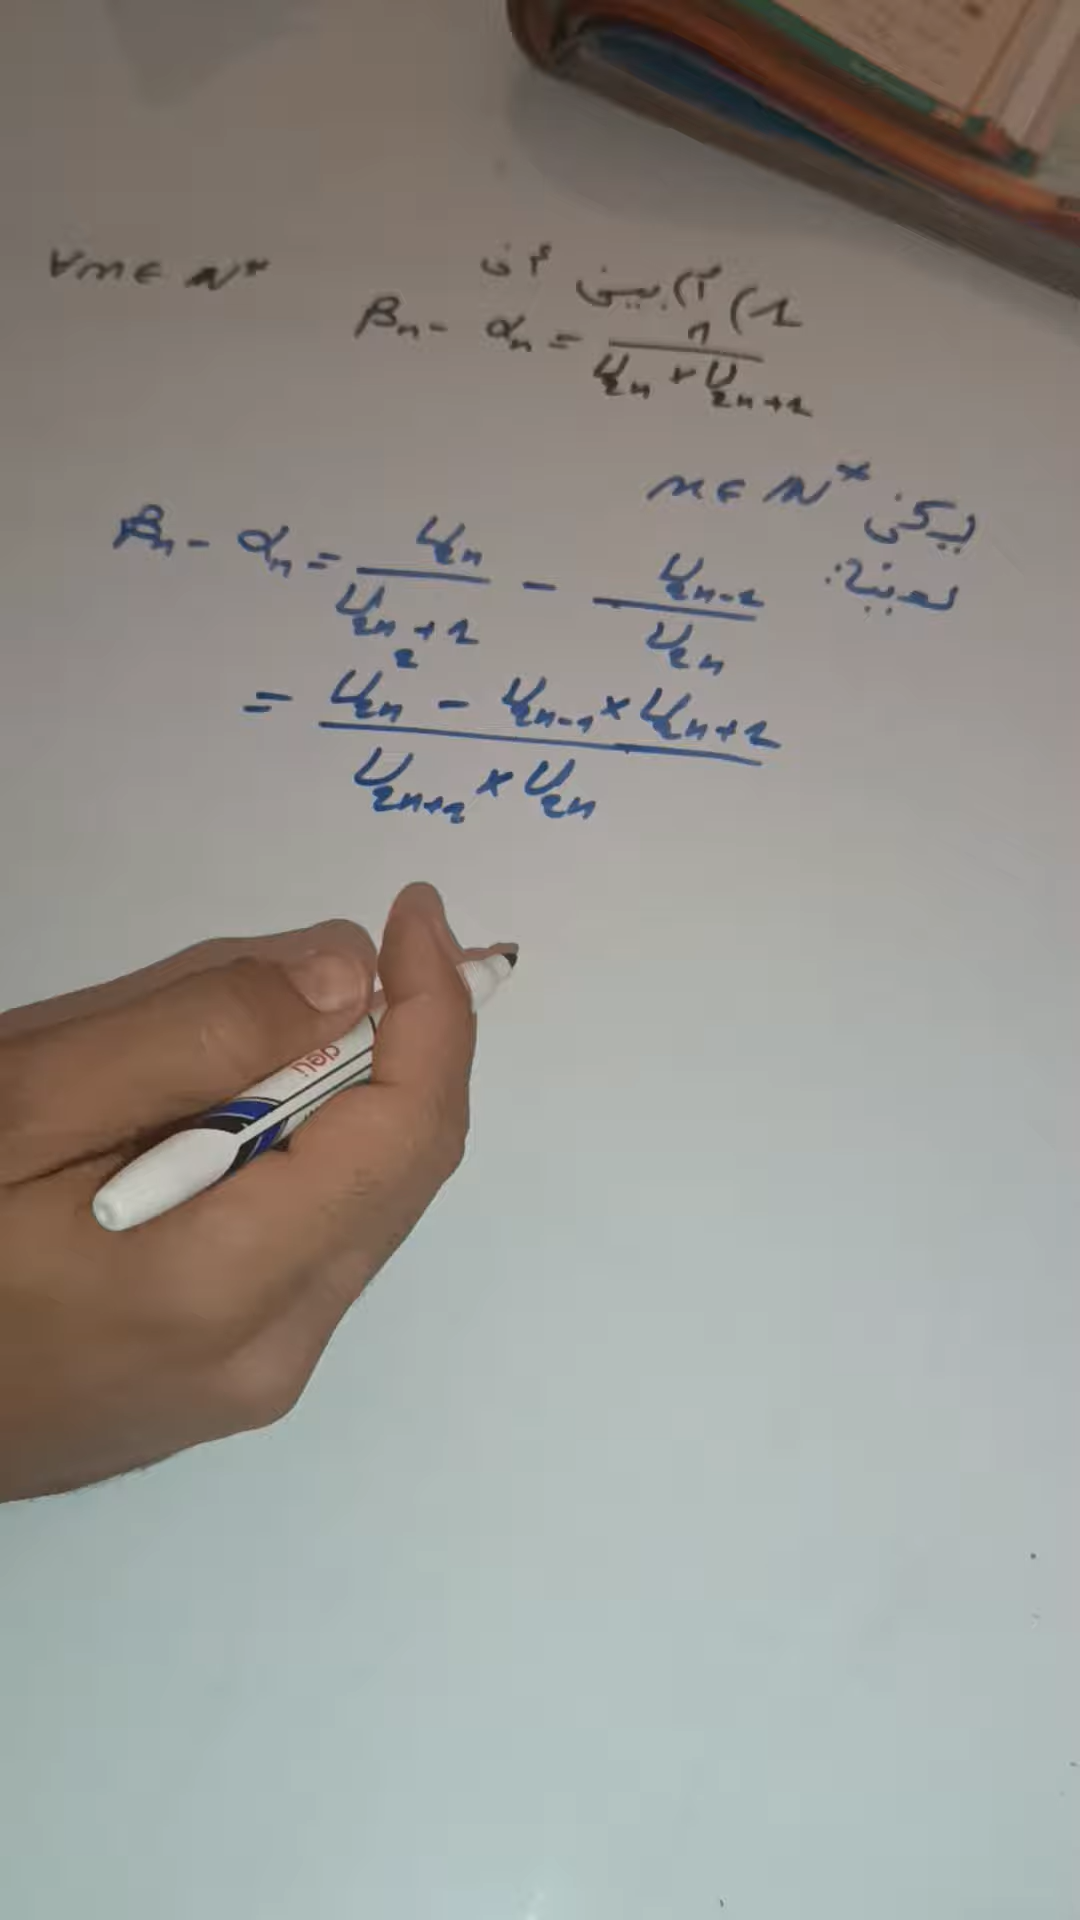 1) أ) بين أن
∀n ∈ ℕ* βₙ - αₙ = 1/(U₂ₙ × U₂ₙ₊₁)
ليكن n ∈ ℕ*
لدينا: βₙ - αₙ = U₂ₙ/U₂ₙ₊₁ - U₂ₙ₋₁/U₂ₙ
= (U₂ₙ² - U₂ₙ₋₁ × U₂ₙ₊₁)/(U₂ₙ₊₁ × U₂ₙ)
deli